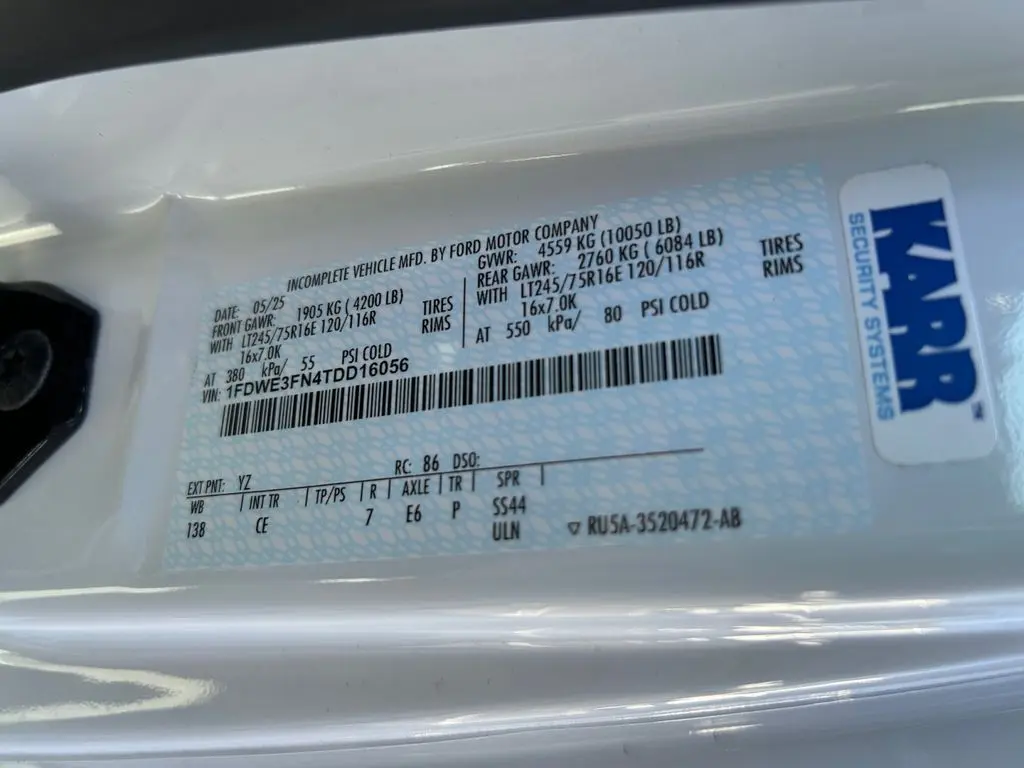 INCOMPLETE VEHICLE MFD. BY FORD MOTOR COMPANY
DATE: 05/25
GVWR: 4559 KG (10050 LB)
FRONT GAWR: 1905 KG ( 4200 LB)
REAR GAWR: 2760 KG ( 6084 LB)
WITH LT245/75R16E 120/116R TIRES
WITH LT245/75R16E 120/116R TIRES
16x7.0K RIMS
16x7.0K RIMS
AT 380 kPa/ 55 PSI COLD
AT 550 kPa/ 80 PSI COLD
VIN: 1FDWE3FN4TDD16056
EXT PNT: YZ RC: 86 DSO:
WB INT TR TP/PS R AXLE TR SPR
138 CE 7 E6 P SS44
ULN
RU5A-3520472-AB
KARR
SECURITY SYSTEMS
TM